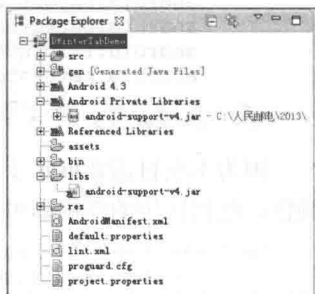 Package Explorer
DWinterTabDemo
src
gen [Generated Java Files]
Android 4.3
Android Private Libraries
android-support-v4.jar - C:\人民邮电\2013\
Referenced Libraries
assets
bin
libs
android-support-v4.jar
res
AndroidManifest.xml
default.properties
lint.xml
proguard.cfg
project.properties